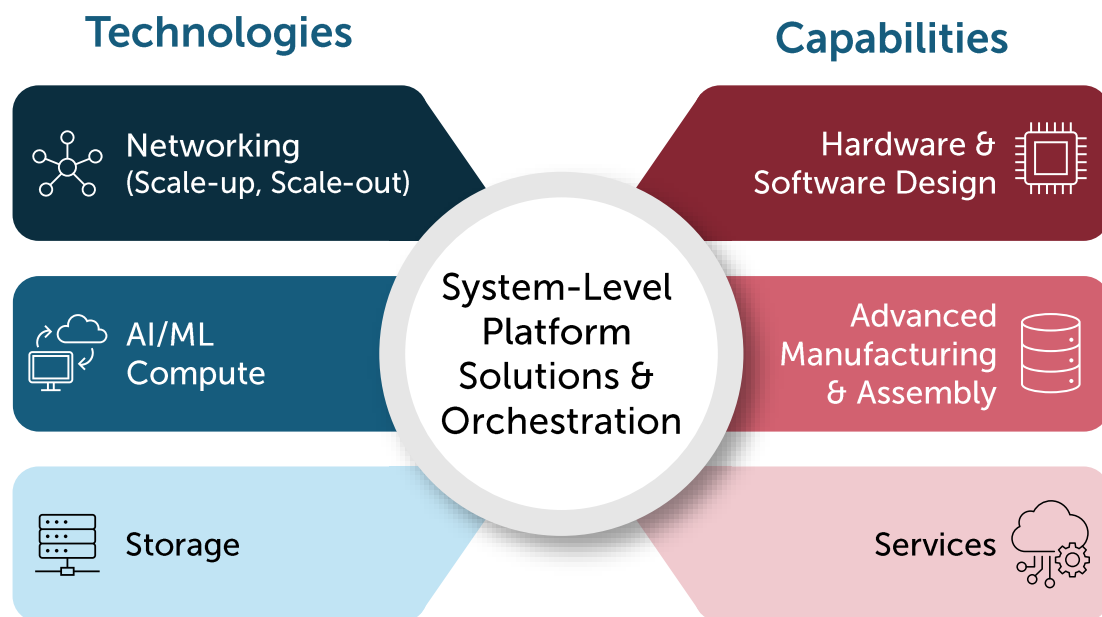 Technologies
Capabilities
Networking
(Scale-up, Scale-out)
AI/ML
Compute
Storage
System-Level
Platform
Solutions &
Orchestration
Hardware &
Software Design
Advanced
Manufacturing
& Assembly
Services